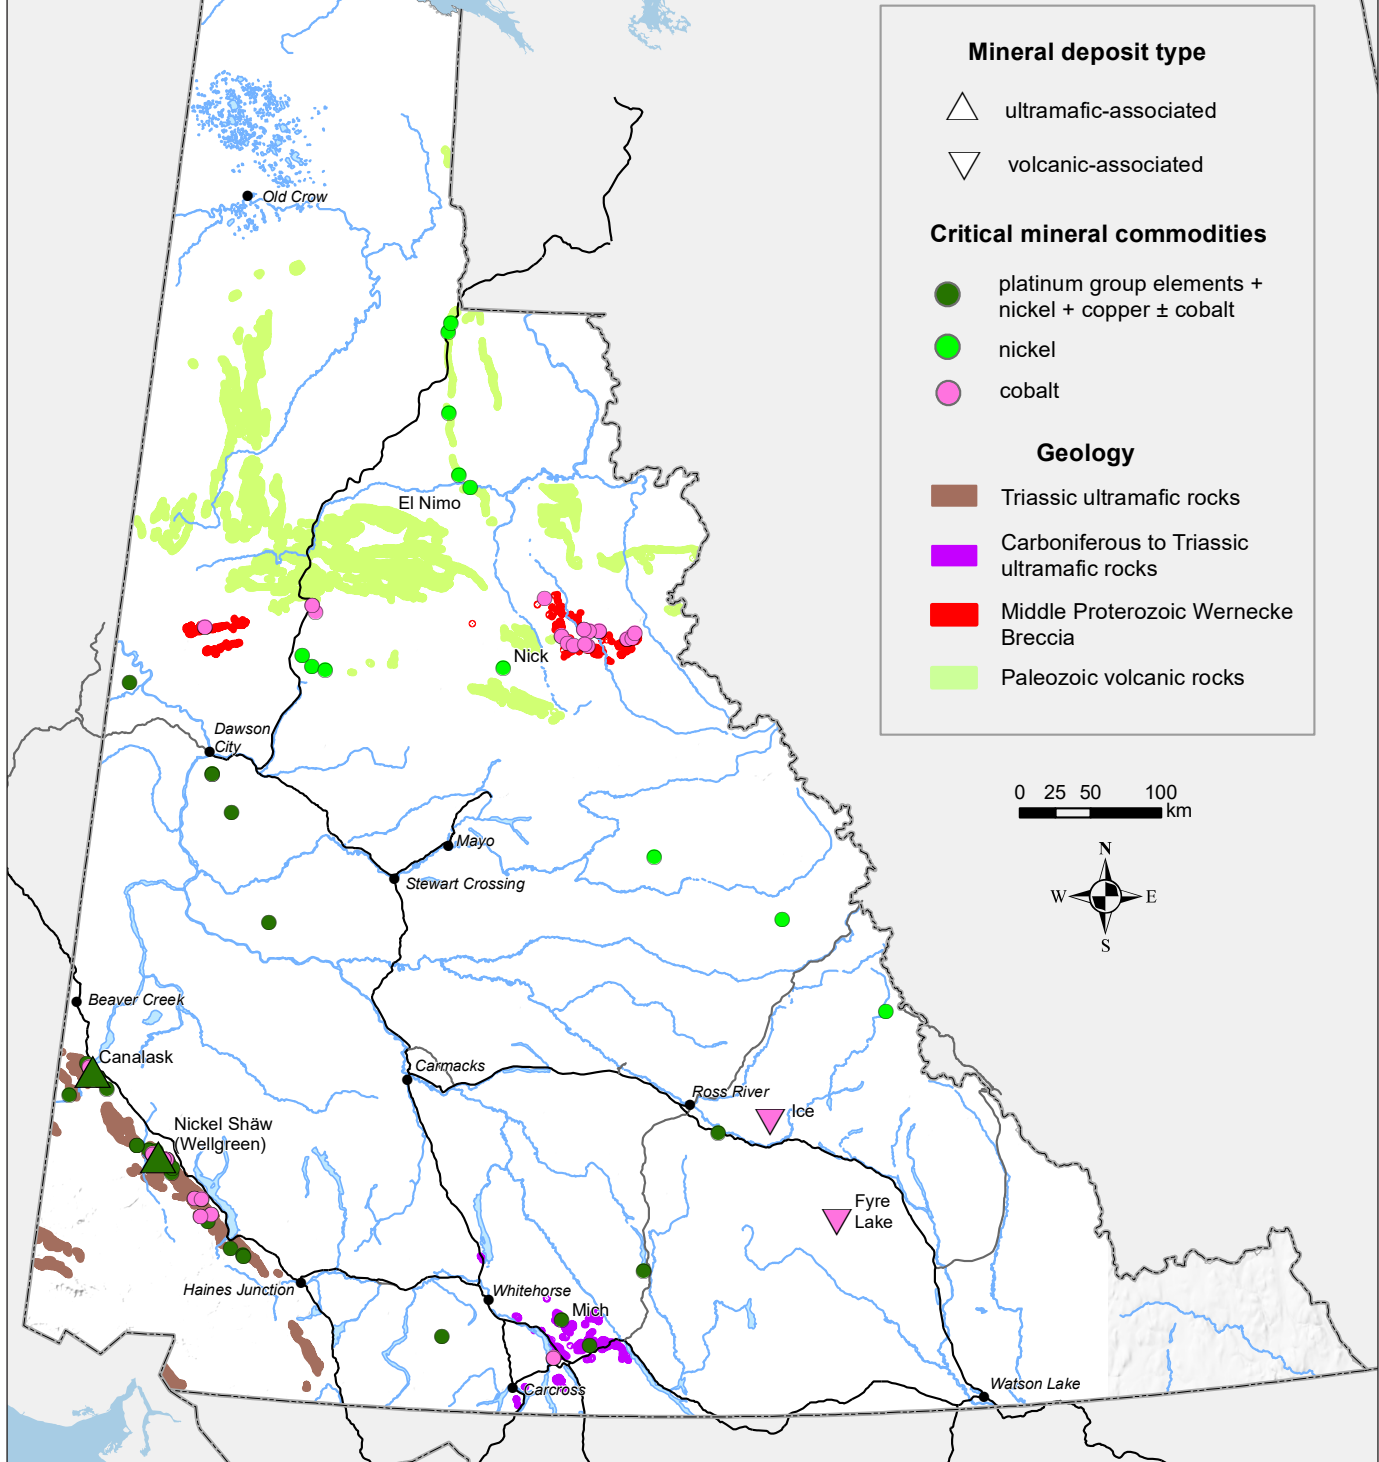 Mineral deposit type
ultramafic-associated
volcanic-associated
Critical mineral commodities
platinum group elements +
nickel + copper ± cobalt
nickel
cobalt
Geology
Triassic ultramafic rocks
Carboniferous to Triassic
ultramafic rocks
Middle Proterozoic Wernecke
Breccia
Paleozoic volcanic rocks
0 25 50 100
km
N
W E
S
Old Crow
El Nimo
Nick
Dawson
City
Mayo
Stewart Crossing
Beaver Creek
Canalask
Carmacks
Ross River
Ice
Nickel Shäw
(Wellgreen)
Fyre
Lake
Haines Junction
Whitehorse
Mich
Carcross
Watson Lake